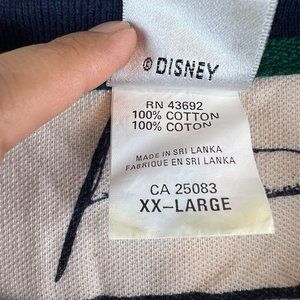 © DISNEY
RN 43692
100% COTTON
100% COTON
MADE IN SRI LANKA
FABRIQUE EN SRI LANKA
CA 25083
XX-LARGE